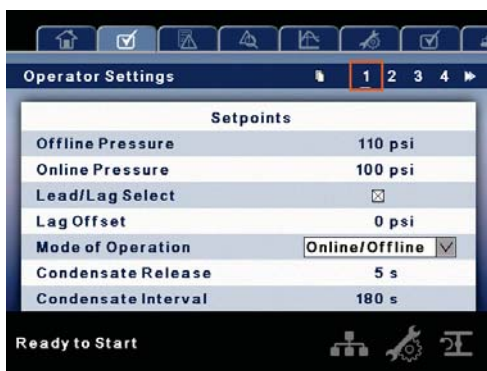 Operator Settings 1 2 3 4
Setpoints
Offline Pressure 110 psi
Online Pressure 100 psi
Lead/Lag Select
Lag Offset 0 psi
Mode of Operation Online/Offline
Condensate Release 5 s
Condensate Interval 180 s
Ready to Start